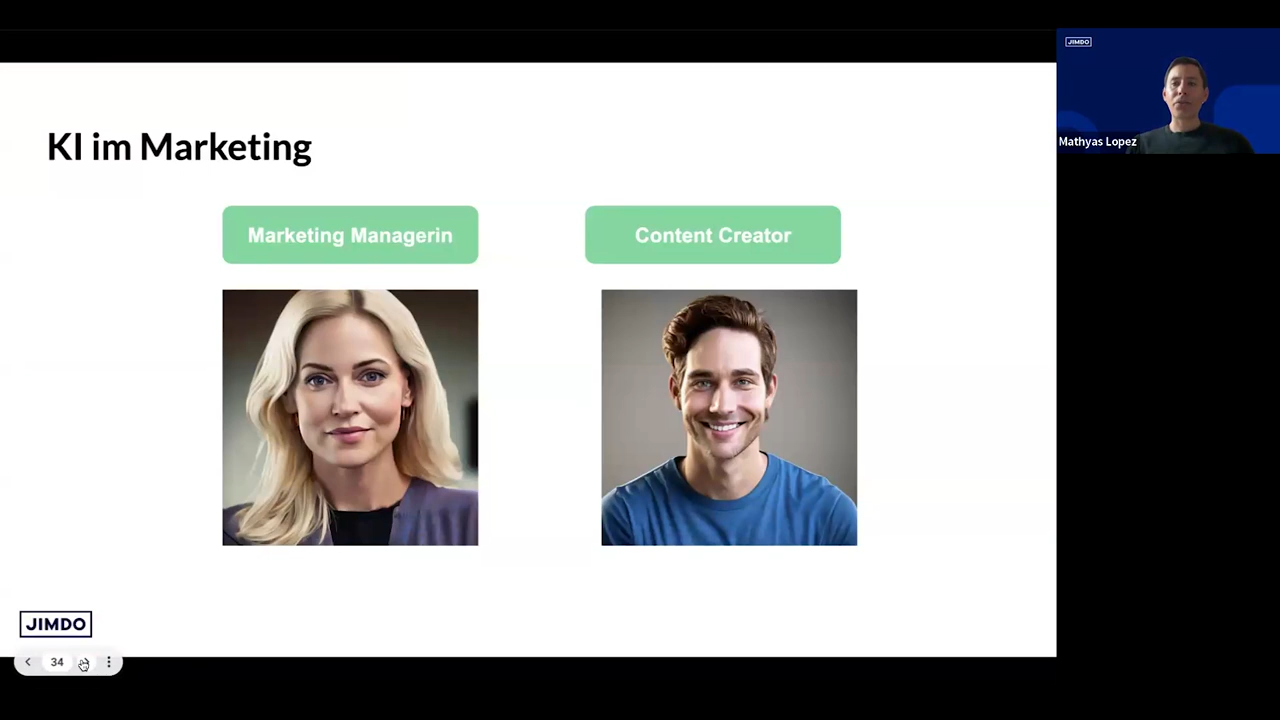 KI im Marketing
Marketing Managerin
Content Creator
JIMDO
34
JIMDO
Mathyas Lopez